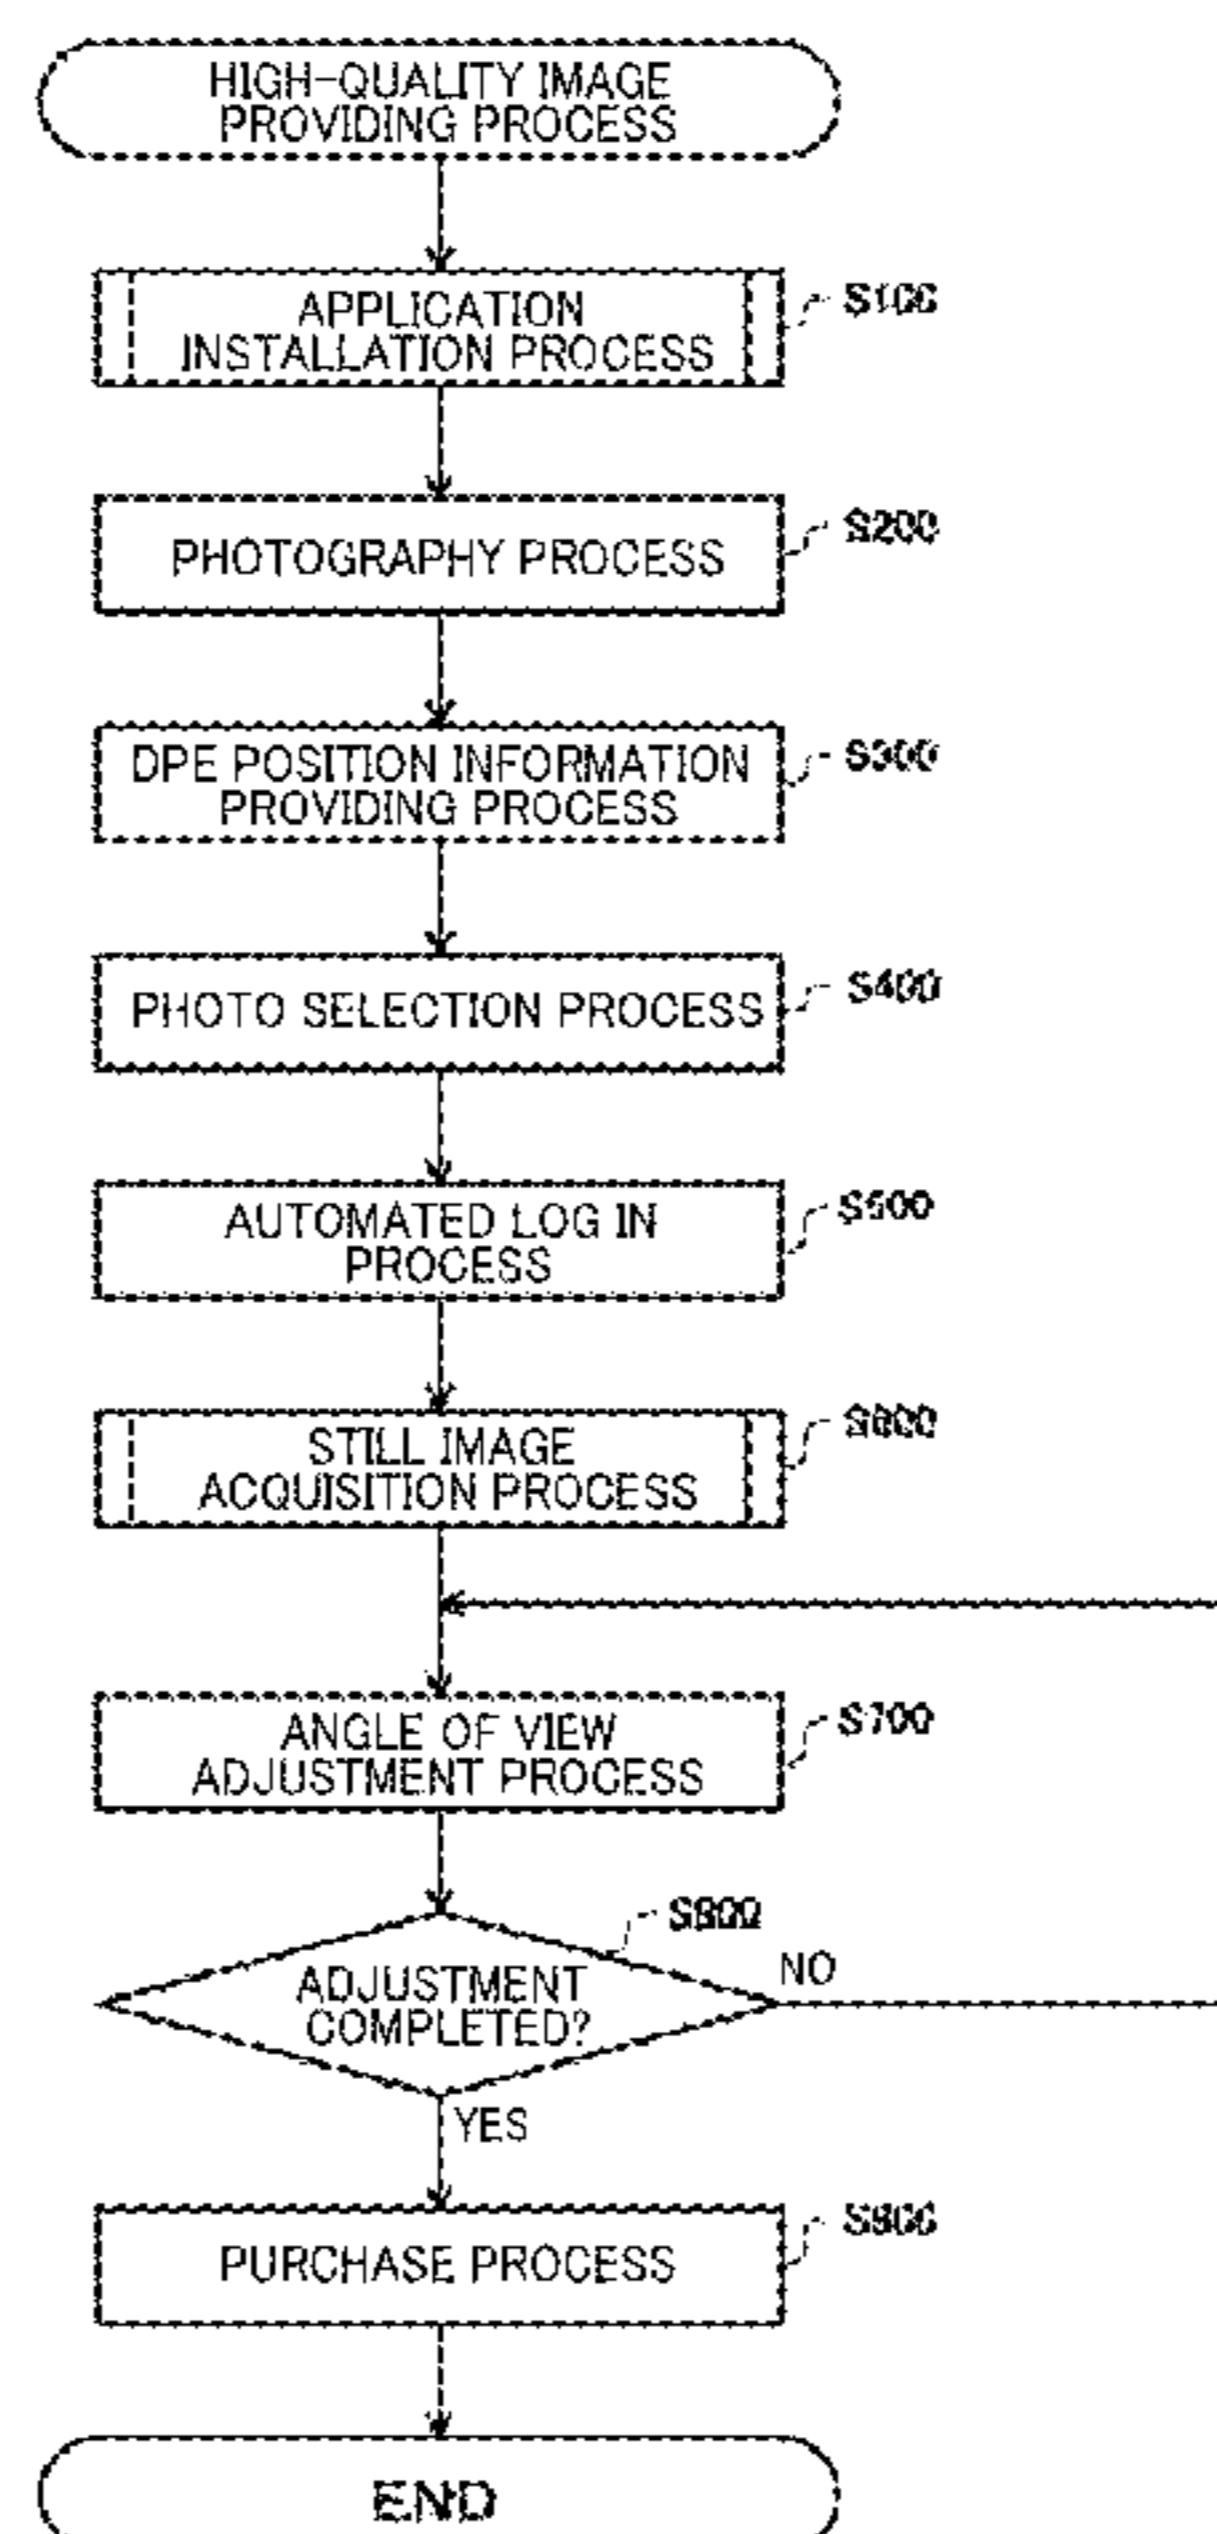 HIGH-QUALITY IMAGE
PROVIDING PROCESS
APPLICATION
INSTALLATION PROCESS
S100
PHOTOGRAPHY PROCESS
S200
DPE POSITION INFORMATION
PROVIDING PROCESS
S300
PHOTO SELECTION PROCESS
S400
AUTOMATED LOG IN
PROCESS
S500
STILL IMAGE
ACQUISITION PROCESS
S600
ANGLE OF VIEW
ADJUSTMENT PROCESS
S700
S800
ADJUSTMENT
COMPLETED?
NO
YES
PURCHASE PROCESS
S900
END